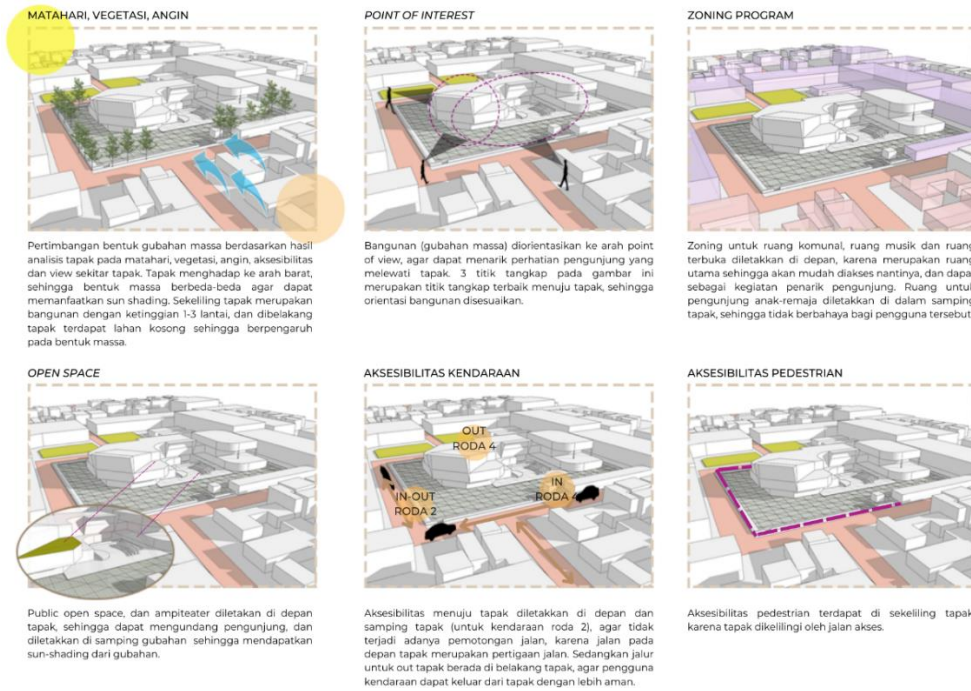 MATAHARI, VEGETASI, ANGIN
Pertimbangan bentuk gubahan massa berdasarkan hasil
analisis tapak pada matahari, vegetasi, angin, aksesibilitas
dan view sekitar tapak. Tapak menghadap ke arah barat,
sehingga bentuk massa berbeda-beda agar dapat
memanfaatkan sun shading. Sekeliling tapak merupakan
bangunan dengan ketinggian 1-3 lantai, dan dibelakang
tapak terdapat lahan kosong sehingga berpengaruh
pada bentuk massa.
POINT OF INTEREST
Bangunan (gubahan massa) diorientasikan ke arah point
of view, agar dapat menarik perhatian pengunjung yang
melewati tapak. 3 titik tangkap pada gambar ini
merupakan titik tangkap terbaik menuju tapak, sehingga
orientasi bangunan disesuaikan.
ZONING PROGRAM
Zoning untuk ruang komunal, ruang musik dan ruang
terbuka diletakkan di depan, karena merupakan ruang
utama sehingga akan mudah diakses nantinya, dan dapat
sebagai kegiatan penarik pengunjung. Ruang untuk
pengunjung anak-remaja diletakkan di dalam samping
tapak, sehingga tidak berbahaya bagi pengguna tersebut
OPEN SPACE
Public open space, dan ampiteater diletakan di depan
tapak, sehingga dapat mengundang pengunjung, dan
diletakkan di samping gubahan sehingga mendapatkan
sun-shading dari gubahan.
AKSESIBILITAS KENDARAAN
OUT
RODA 4
IN
RODA 4
IN-OUT
RODA 2
Aksesibilitas menuju tapak diletakkan di depan dan
samping tapak (untuk kendaraan roda 2), agar tidak
terjadi adanya pemotongan jalan, karena jalan pada
depan tapak merupakan pertigaan jalan. Sedangkan jalur
untuk out tapak berada di belakang tapak, agar pengguna
kendaraan dapat keluar dari tapak dengan lebih aman.
AKSESIBILITAS PEDESTRIAN
Aksesibilitas pedestrian terdapat di sekeliling tapak
karena tapak dikelilingi oleh jalan akses.